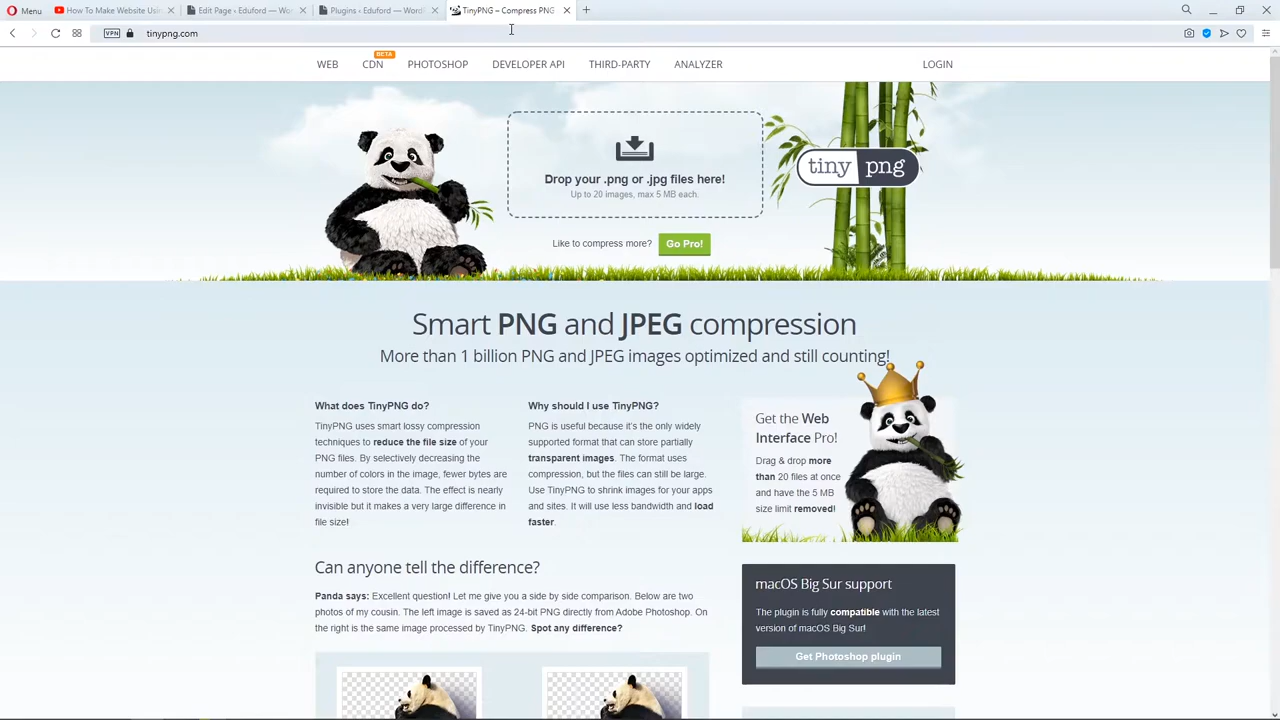 Menu
How To Make Website Using
Edit Page ‹ Eduford — Wor
Plugins ‹ Eduford — WordP
TinyPNG – Compress PNG
VPN
tinypng.com
WEB
CDN
BETA
PHOTOSHOP
DEVELOPER API
THIRD-PARTY
ANALYZER
LOGIN
Drop your .png or .jpg files here!
Up to 20 images, max 5 MB each.
tiny png
Like to compress more?
Go Pro!
Smart PNG and JPEG compression
More than 1 billion PNG and JPEG images optimized and still counting!
What does TinyPNG do?
TinyPNG uses smart lossy compression
techniques to reduce the file size of your
PNG files. By selectively decreasing the
number of colors in the image, fewer bytes are
required to store the data. The effect is nearly
invisible but it makes a very large difference in
file size!
Why should I use TinyPNG?
PNG is useful because it's the only widely
supported format that can store partially
transparent images. The format uses
compression, but the files can still be large.
Use TinyPNG to shrink images for your apps
and sites. It will use less bandwidth and load
faster.
Get the Web
Interface Pro!
Drag & drop more
than 20 files at once
and have the 5 MB
size limit removed!
Can anyone tell the difference?
Panda says: Excellent question! Let me give you a side by side comparison. Below are two
photos of my cousin. The left image is saved as 24-bit PNG directly from Adobe Photoshop. On
the right is the same image processed by TinyPNG. Spot any difference?
macOS Big Sur support
The plugin is fully compatible with the latest
version of macOS Big Sur!
Get Photoshop plugin